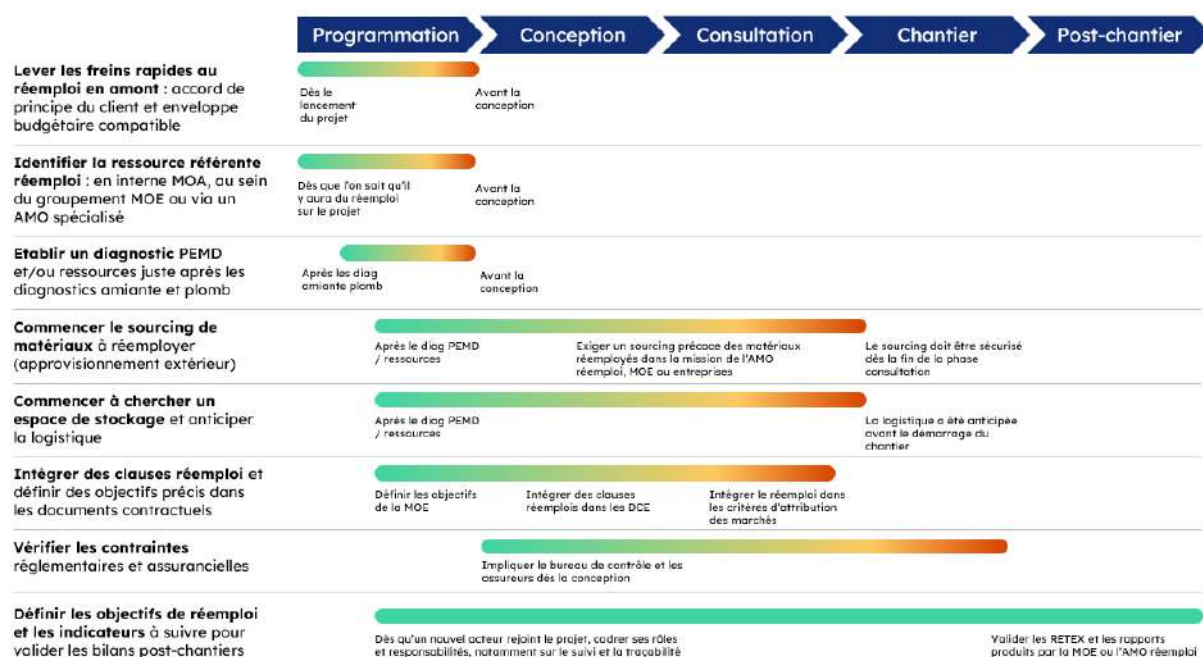 Programmation
Conception
Consultation
Chantier
Post-chantier
Lever les freins rapides au
réemploi en amont : accord de
principe du client et enveloppe
budgétaire compatible
Dès le
lancement
du projet
Avant la
conception
Identifier la ressource référente
réemploi : en interne MOA, au sein
du groupement MOE ou via un
AMO spécialisé
Dès que l'on sait qu'il
y aura du réemploi
sur le projet
Avant la
conception
Etablir un diagnostic PEMD
et/ou ressources juste après les
diagnostics amiante et plomb
Après les diag
amiante plomb
Avant la
conception
Commencer le sourcing de
matériaux à réemployer
(approvisionnement extérieur)
Après le diag PEMD
/ ressources
Exiger un sourcing précoce des matériaux
réemployés dans la mission de l'AMO
réemploi, MOE ou entreprises
Le sourcing doit être sécurisé
dès la fin de la phase
consultation
Commencer à chercher un
espace de stockage et anticiper
la logistique
Après le diag PEMD
/ ressources
La logistique a été anticipée
avant le démarrage du
chantier
Intégrer des clauses réemploi et
définir des objectifs précis dans
les documents contractuels
Définir les objectifs
de la MOE
Intégrer des clauses
réemplois dans les DCE
Intégrer le réemploi dans
les critères d'attribution
des marchés
Vérifier les contraintes
réglementaires et assurancielles
Impliquer le bureau de contrôle et les
assureurs dès la conception
Définir les objectifs de réemploi
et les indicateurs à suivre pour
valider les bilans post-chantiers
Dès qu'un nouvel acteur rejoint le projet, cadrer ses rôles
et responsabilités, notamment sur le suivi et la traçabilité
Valider les RETEX et les rapports
produits par la MOE ou l'AMO réemploi